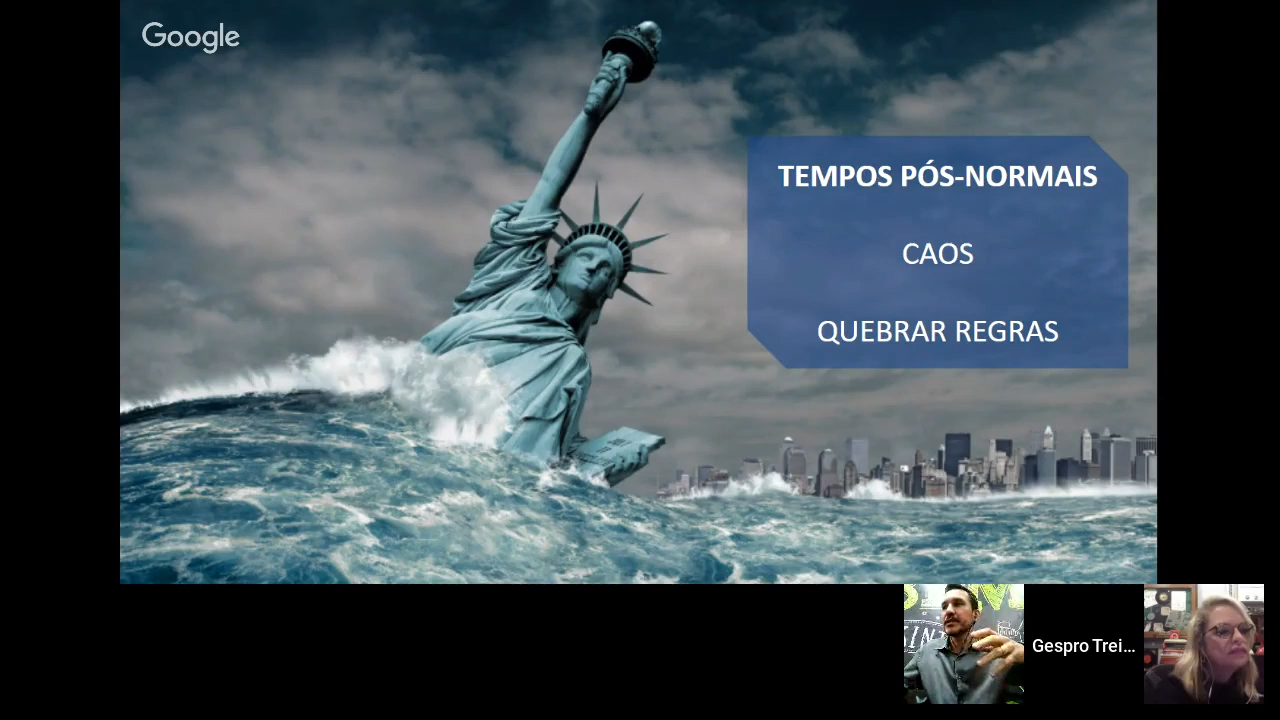 Google
TEMPOS PÓS-NORMAIS
CAOS
QUEBRAR REGRAS
Gespro Trei...